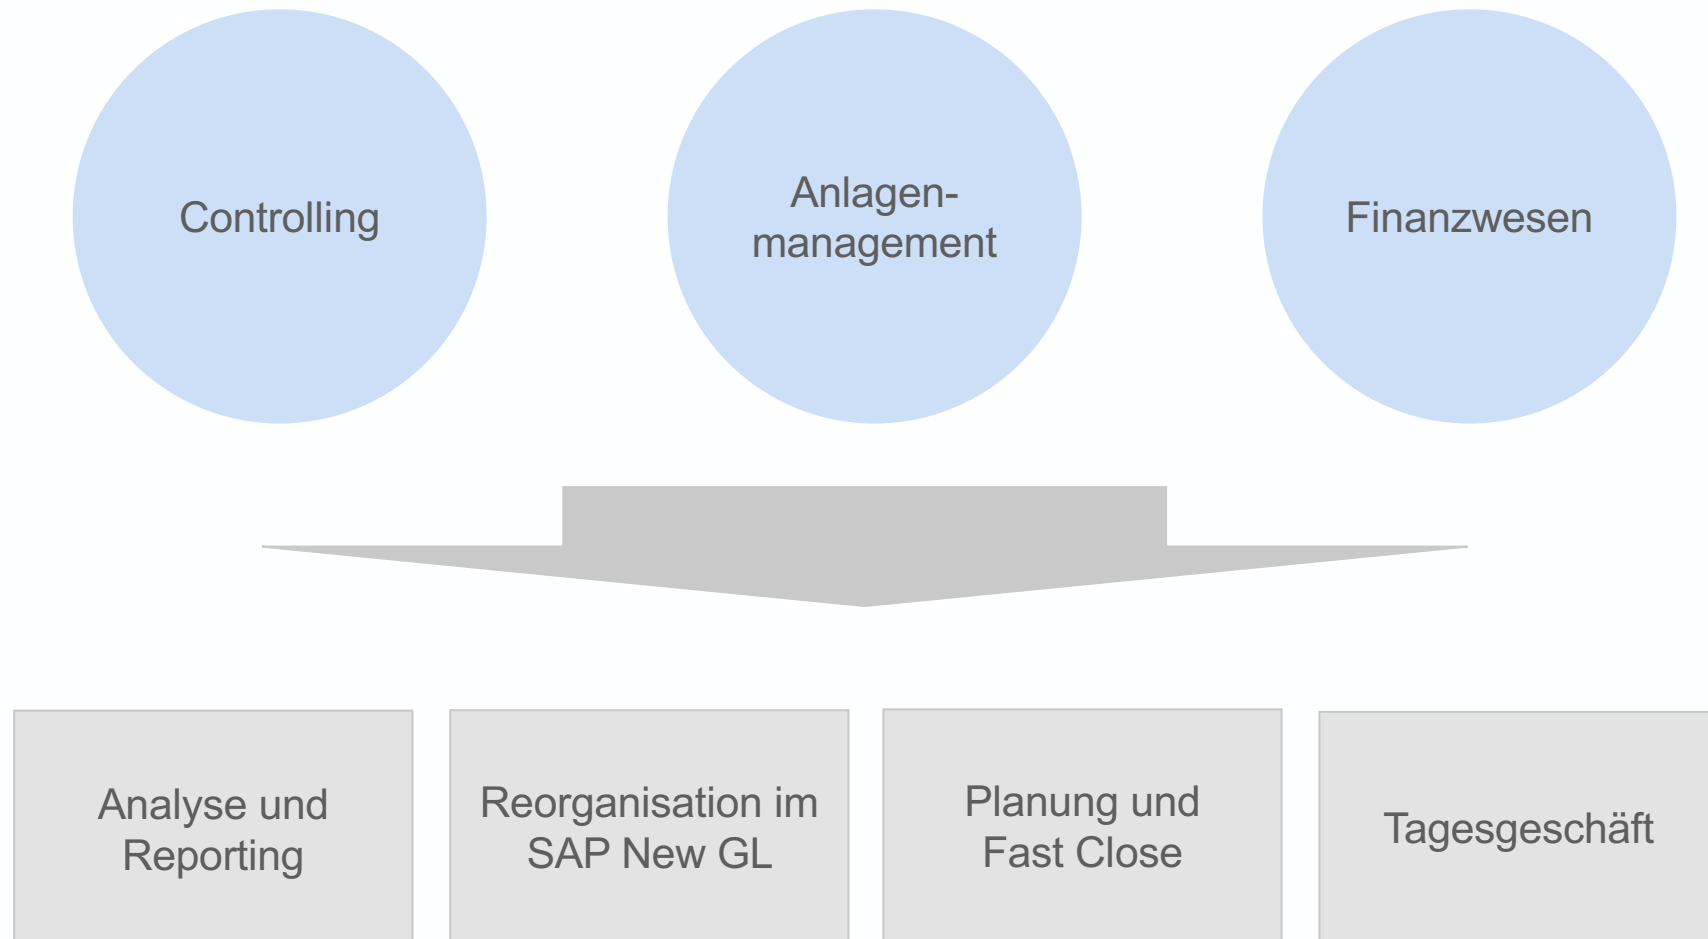 Controlling
Anlagen-
management
Finanzwesen
Analyse und
Reporting
Reorganisation im
SAP New GL
Planung und
Fast Close
Tagesgeschäft